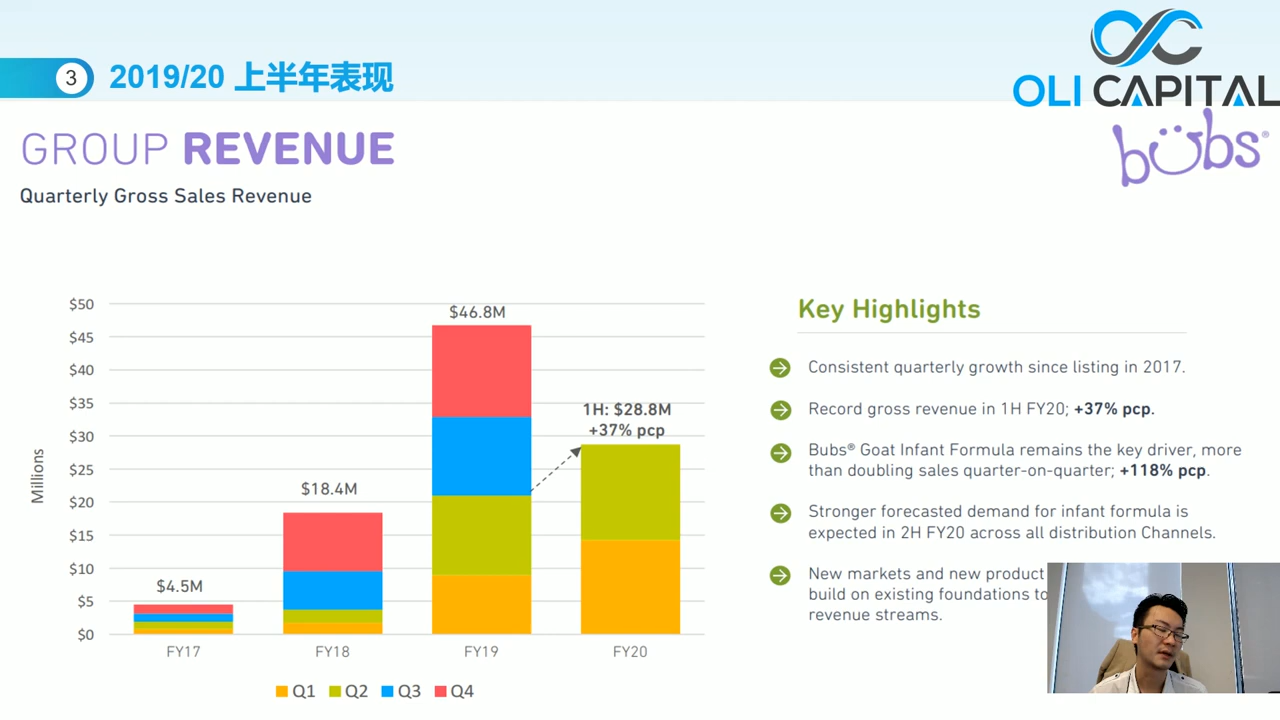 3
2019/20 上半年表现
OLI CAPITAL
GROUP REVENUE
bübs®
Quarterly Gross Sales Revenue
$50
$45
$40
$35
$30
$25
$20
$15
$10
$5
$0
Millions
$4.5M
$18.4M
$46.8M
1H: $28.8M
+37% pcp
FY17
FY18
FY19
FY20
Q1
Q2
Q3
Q4
Key Highlights
Consistent quarterly growth since listing in 2017.
Record gross revenue in 1H FY20; +37% pcp.
Bubs® Goat Infant Formula remains the key driver, more
than doubling sales quarter-on-quarter; +118% pcp.
Stronger forecasted demand for infant formula is
expected in 2H FY20 across all distribution Channels.
New markets and new product
build on existing foundations to
revenue streams.